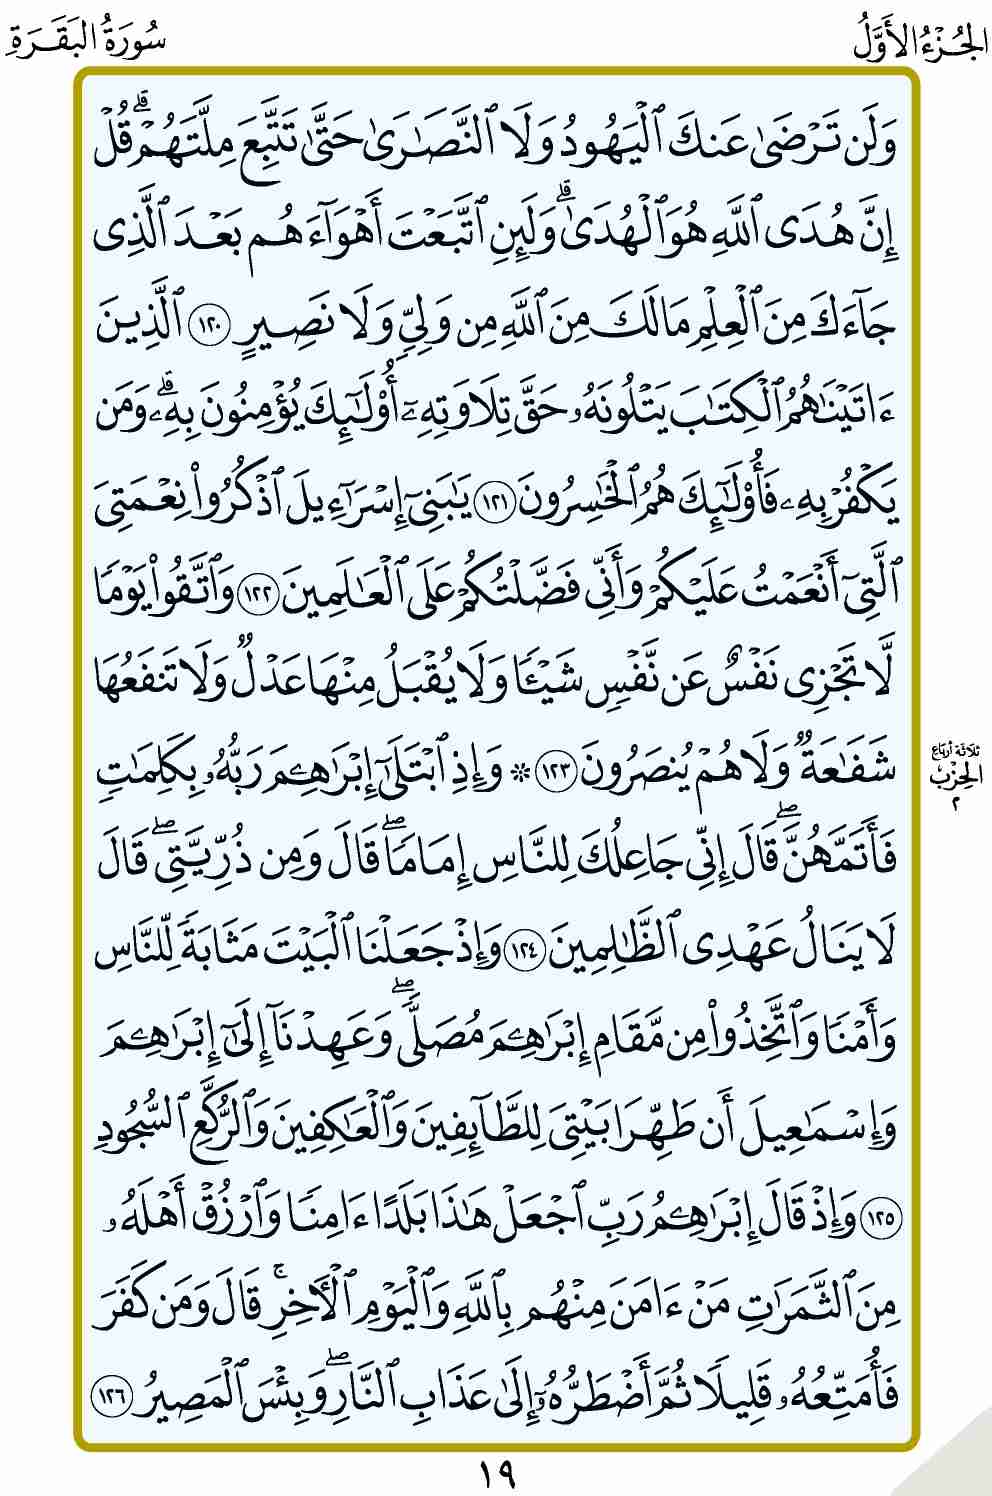 الجُزْءُ الأَوَّلُ
سُورَةُ البَقَرَةِ
وَلَن تَرْضَىٰ عَنكَ ٱلْيَهُودُ وَلَا ٱلنَّصَٰرَىٰ حَتَّىٰ تَتَّبِعَ مِلَّتَهُمْ ۗ قُلْ
إِنَّ هُدَى ٱللَّهِ هُوَ ٱلْهُدَىٰ ۗ وَلَئِنِ ٱتَّبَعْتَ أَهْوَآءَهُم بَعْدَ ٱلَّذِى
جَآءَكَ مِنَ ٱلْعِلْمِ مَا لَكَ مِنَ ٱللَّهِ مِن وَلِىٍّ وَلَا نَصِيرٍ ١٢٠ ٱلَّذِينَ
ءَاتَيْنَٰهُمُ ٱلْكِتَٰبَ يَتْلُونَهُۥ حَقَّ تِلَاوَتِهِۦٓ أُو۟لَٰٓئِكَ يُؤْمِنُونَ بِهِۦ ۗ وَمَن
يَكْفُرْ بِهِۦ فَأُو۟لَٰٓئِكَ هُمُ ٱلْخَٰسِرُونَ ١٢١ يَٰبَنِىٓ إِسْرَٰٓءِيلَ ٱذْكُرُوا۟ نِعْمَتِىَ
ٱلَّتِىٓ أَنْعَمْتُ عَلَيْكُمْ وَأَنِّى فَضَّلْتُكُمْ عَلَى ٱلْعَٰلَمِينَ ١٢٢ وَٱتَّقُوا۟ يَوْمًا
لَّا تَجْزِى نَفْسٌ عَن نَّفْسٍ شَيْـًٔا وَلَا يُقْبَلُ مِنْهَا عَدْلٌ وَلَا تَنفَعُهَا
شَفَٰعَةٌ وَلَا هُمْ يُنصَرُونَ ١٢٣ ۞ وَإِذِ ٱبْتَلَىٰٓ إِبْرَٰهِۦمَ رَبُّهُۥ بِكَلِمَٰتٍ
ثلاثة أرباع
الحِزْب
٢
فَأَتَمَّهُنَّ ۖ قَالَ إِنِّى جَاعِلُكَ لِلنَّاسِ إِمَامًا ۖ قَالَ وَمِن ذُرِّيَّتِى ۖ قَالَ
لَا يَنَالُ عَهْدِى ٱلظَّٰلِمِينَ ١٢٤ وَإِذْ جَعَلْنَا ٱلْبَيْتَ مَثَابَةً لِّلنَّاسِ
وَأَمْنًا وَٱتَّخِذُوا۟ مِن مَّقَامِ إِبْرَٰهِۦمَ مُصَلًّى ۖ وَعَهِدْنَآ إِلَىٰٓ إِبْرَٰهِۦمَ
وَإِسْمَٰعِيلَ أَن طَهِّرَا بَيْتِىَ لِلطَّآئِفِينَ وَٱلْعَٰكِفِينَ وَٱلرُّكَّعِ ٱلسُّجُودِ
١٢٥ وَإِذْ قَالَ إِبْرَٰهِۦمُ رَبِّ ٱجْعَلْ هَٰذَا بَلَدًا ءَامِنًا وَٱرْزُقْ أَهْلَهُۥ
مِنَ ٱلثَّمَرَٰتِ مَنْ ءَامَنَ مِنْهُم بِٱللَّهِ وَٱلْيَوْمِ ٱلْءَاخِرِ ۖ قَالَ وَمَن كَفَرَ
فَأُمَتِّعُهُۥ قَلِيلًا ثُمَّ أَضْطَرُّهُۥٓ إِلَىٰ عَذَابِ ٱلنَّارِ ۖ وَبِئْسَ ٱلْمَصِيرُ ١٢٦
١٩